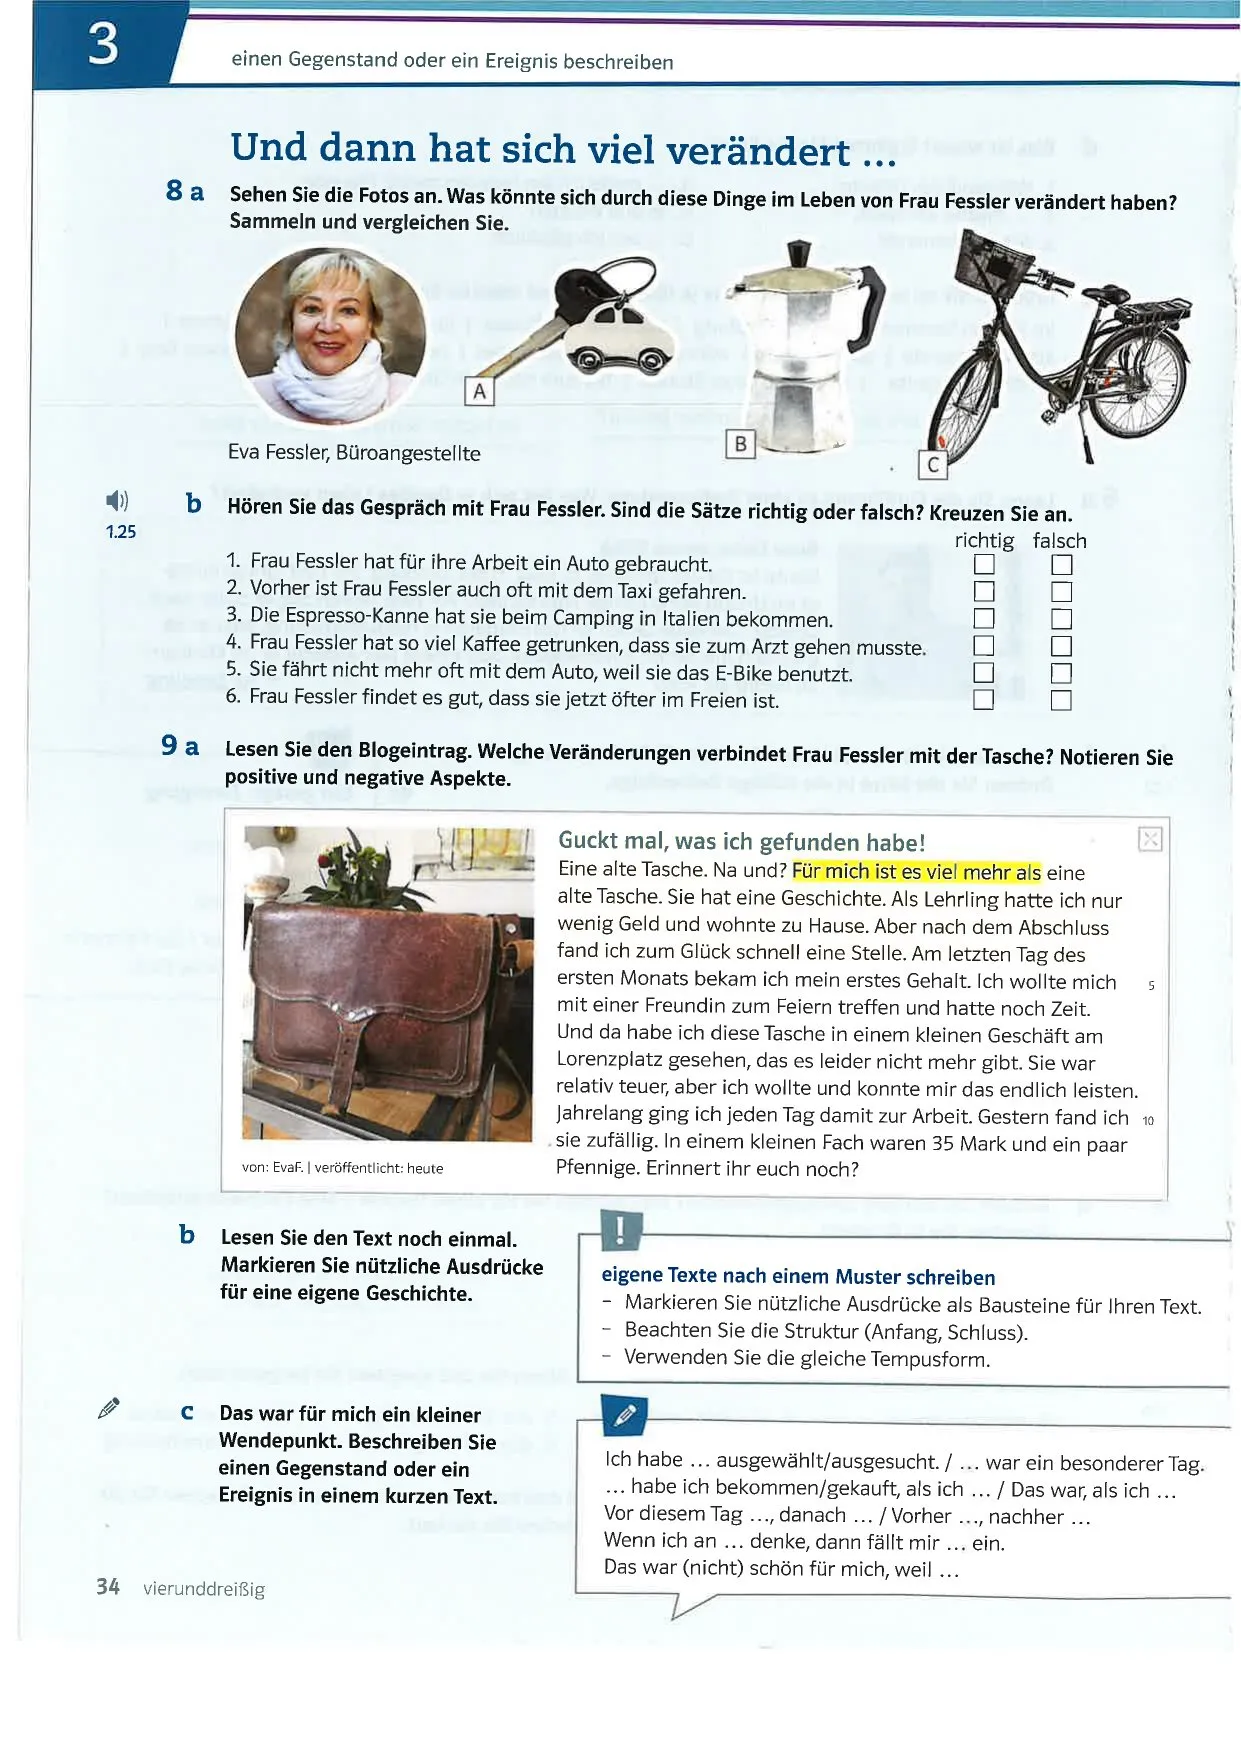 3
einen Gegenstand oder ein Ereignis beschreiben
Und dann hat sich viel verändert ...
8 a Sehen Sie die Fotos an. Was könnte sich durch diese Dinge im Leben von Frau Fessler verändert haben?
Sammeln und vergleichen Sie.
A
B
C
Eva Fessler, Büroangestellte
1.25
b Hören Sie das Gespräch mit Frau Fessler. Sind die Sätze richtig oder falsch? Kreuzen Sie an.
richtig falsch
1. Frau Fessler hat für ihre Arbeit ein Auto gebraucht.
2. Vorher ist Frau Fessler auch oft mit dem Taxi gefahren.
3. Die Espresso-Kanne hat sie beim Camping in Italien bekommen.
4. Frau Fessler hat so viel Kaffee getrunken, dass sie zum Arzt gehen musste.
5. Sie fährt nicht mehr oft mit dem Auto, weil sie das E-Bike benutzt.
6. Frau Fessler findet es gut, dass sie jetzt öfter im Freien ist.
9 a Lesen Sie den Blogeintrag. Welche Veränderungen verbindet Frau Fessler mit der Tasche? Notieren Sie
positive und negative Aspekte.
Guckt mal, was ich gefunden habe!
Eine alte Tasche. Na und? Für mich ist es viel mehr als eine
alte Tasche. Sie hat eine Geschichte. Als Lehrling hatte ich nur
wenig Geld und wohnte zu Hause. Aber nach dem Abschluss
fand ich zum Glück schnell eine Stelle. Am letzten Tag des
ersten Monats bekam ich mein erstes Gehalt. Ich wollte mich 5
mit einer Freundin zum Feiern treffen und hatte noch Zeit.
Und da habe ich diese Tasche in einem kleinen Geschäft am
Lorenzplatz gesehen, das es leider nicht mehr gibt. Sie war
relativ teuer, aber ich wollte und konnte mir das endlich leisten.
Jahrelang ging ich jeden Tag damit zur Arbeit. Gestern fand ich 10
sie zufällig. In einem kleinen Fach waren 35 Mark und ein paar
Pfennige. Erinnert ihr euch noch?
von: EvaF. | veröffentlicht: heute
b Lesen Sie den Text noch einmal.
Markieren Sie nützliche Ausdrücke
für eine eigene Geschichte.
!
eigene Texte nach einem Muster schreiben
– Markieren Sie nützliche Ausdrücke als Bausteine für Ihren Text.
– Beachten Sie die Struktur (Anfang, Schluss).
– Verwenden Sie die gleiche Tempusform.
c Das war für mich ein kleiner
Wendepunkt. Beschreiben Sie
einen Gegenstand oder ein
Ereignis in einem kurzen Text.
Ich habe ... ausgewählt/ausgesucht. / ... war ein besonderer Tag.
... habe ich bekommen/gekauft, als ich ... / Das war, als ich ...
Vor diesem Tag ..., danach ... / Vorher ..., nachher ...
Wenn ich an ... denke, dann fällt mir ... ein.
Das war (nicht) schön für mich, weil ...
34 vierunddreißig